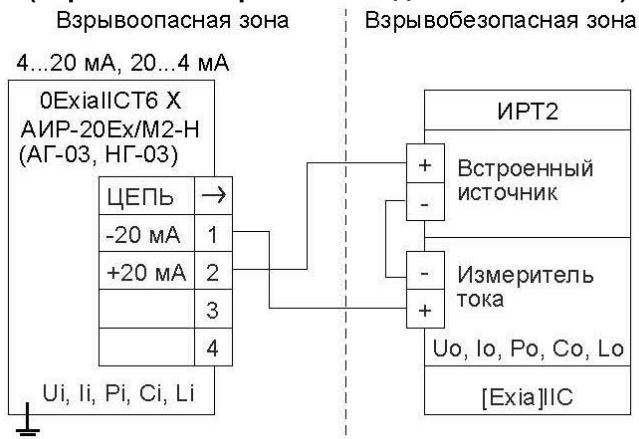 Взрывоопасная зона
Взрывобезопасная зона
4...20 мА, 20...4 мА
0ExiaIICT6 X
АИР-20Ex/М2-Н
(АГ-03, НГ-03)
ЦЕПЬ →
-20 мА 1
+20 мА 2
3
4
Ui, Ii, Pi, Ci, Li
ИРТ2
+
-
Встроенный
источник
-
+
Измеритель
тока
Uo, Io, Po, Co, Lo
[Exia]IIC